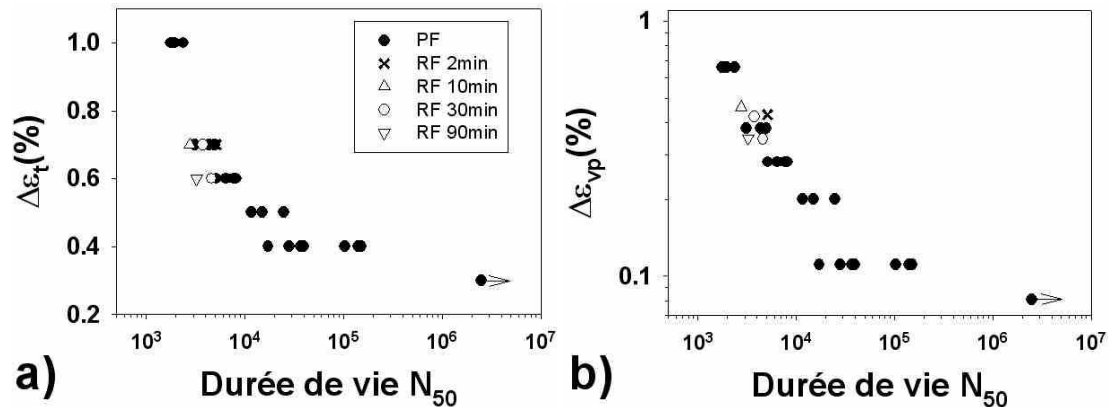 1.0
0.8
0.6
0.4
0.2
Δε_t(%)
10^3
10^4
10^5
10^6
10^7
a)
Durée de vie N_50
PF
RF 2min
RF 10min
RF 30min
RF 90min
1
0.1
Δε_vp(%)
10^3
10^4
10^5
10^6
10^7
b)
Durée de vie N_50